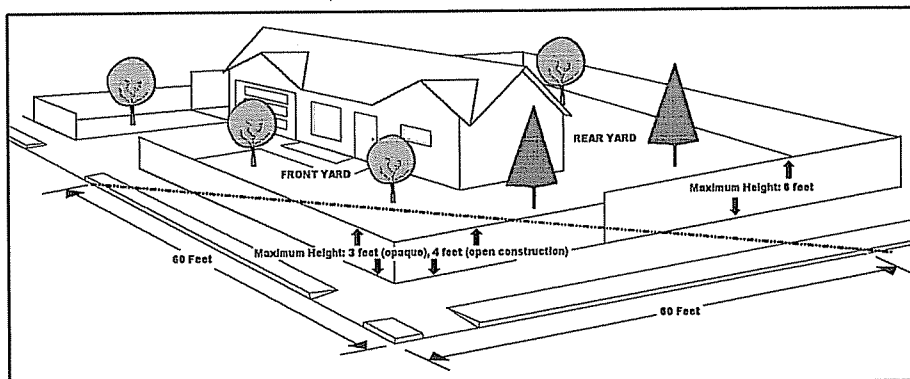 REAR YARD
FRONT YARD
Maximum Height: 6 feet
Maximum Height: 3 feet (opaque), 4 feet (open construction)
60 Feet
60 Feet